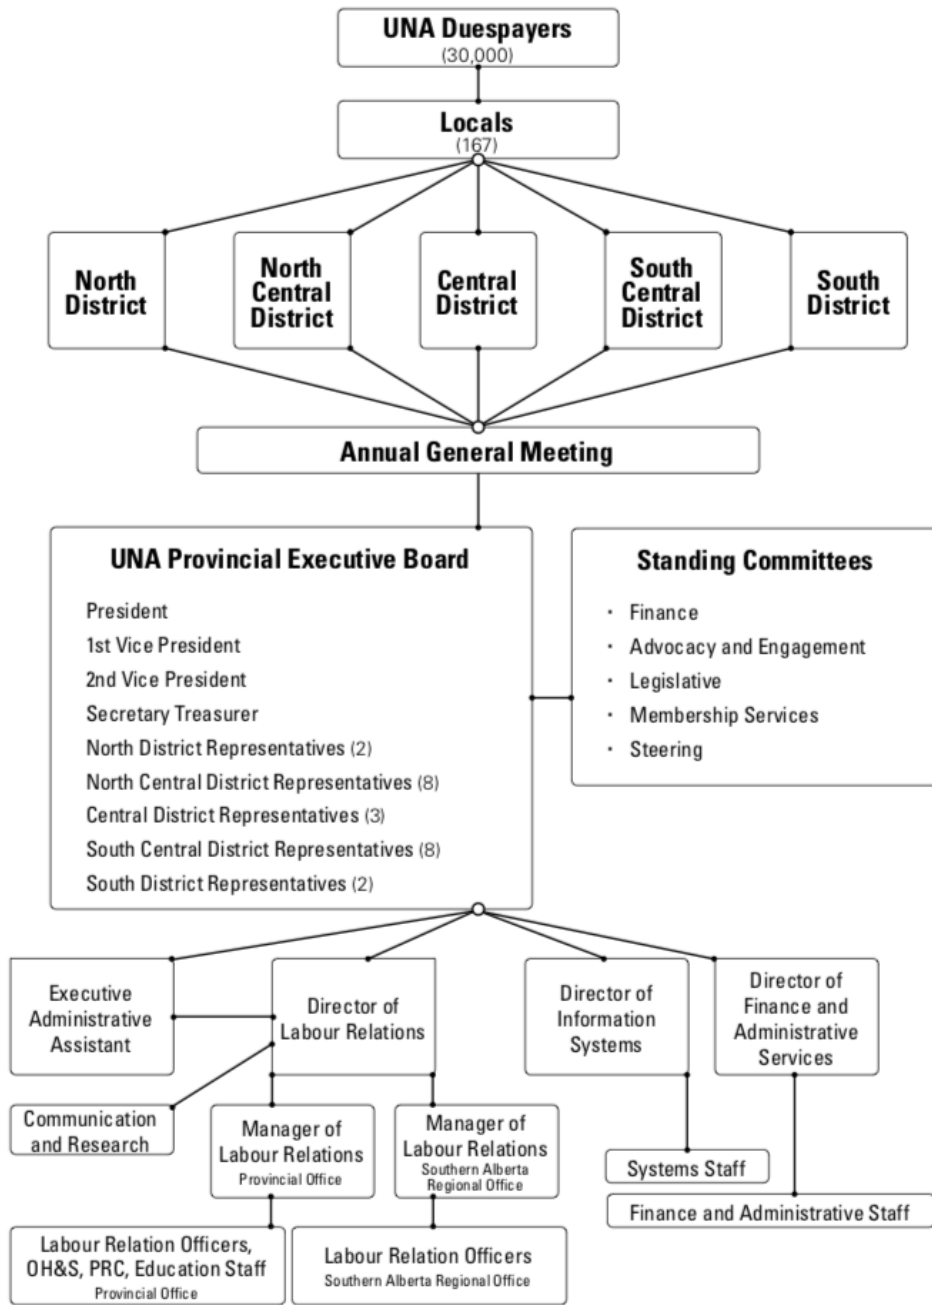 UNA Duespayers
(30,000)
Locals
(167)
North
District
North
Central
District
Central
District
South
Central
District
South
District
Annual General Meeting
UNA Provincial Executive Board
President
1st Vice President
2nd Vice President
Secretary Treasurer
North District Representatives (2)
North Central District Representatives (8)
Central District Representatives (3)
South Central District Representatives (8)
South District Representatives (2)
Standing Committees
· Finance
· Advocacy and Engagement
· Legislative
· Membership Services
· Steering
Executive
Administrative
Assistant
Director of
Labour Relations
Director of
Information
Systems
Director of
Finance and
Administrative
Services
Communication
and Research
Manager of
Labour Relations
Provincial Office
Manager of
Labour Relations
Southern Alberta
Regional Office
Systems Staff
Finance and Administrative Staff
Labour Relation Officers,
OH&S, PRC, Education Staff
Provincial Office
Labour Relation Officers
Southern Alberta Regional Office